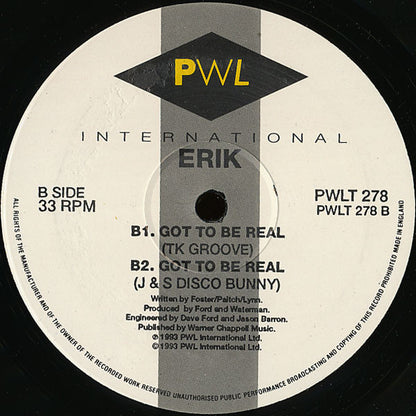 PWL
INTERNATIONAL
ERIK
B SIDE
33 RPM
PWLT 278
PWLT 278 B
B1. GOT TO BE REAL
(TK GROOVE)
B2. GOT TO BE REAL
(J & S DISCO BUNNY)
Written by Foster/Paitch/Lynn.
Produced by Ford and Waterman.
Engineered by Dave Ford and Jason Barron.
Published by Warner Chappell Music.
℗ 1993 PWL International Ltd.
© 1993 PWL International Ltd.
ALL RIGHTS OF THE MANUFACTURER AND OF THE OWNER OF THE RECORDED WORK RESERVED UNAUTHORISED PUBLIC PERFORMANCE BROADCASTING AND COPYING OF THIS RECORD PROHIBITED MADE IN ENGLAND